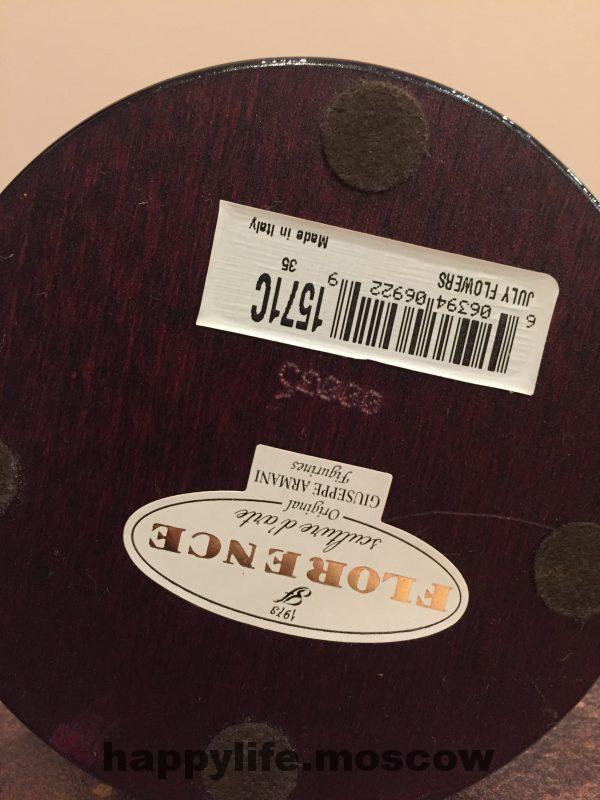 1973
FLORENCE
sculture d'arte
Original
GIUSEPPE ARMANI
Figurines
1571C
6 06394 06922 9
35
JULY FLOWERS
Made in Italy
happylife.moscow